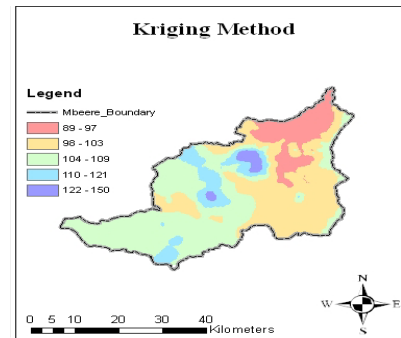 Kriging Method
Legend
Mbeere_Boundary
89 - 97
98 - 103
104 - 109
110 - 121
122 - 150
N
W E
S
0 5 10 20 30 40
Kilometers